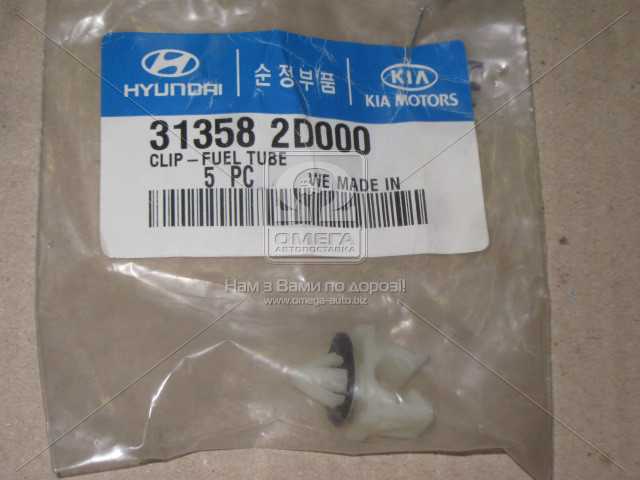 HYUNDAI
순정부품
KIA
KIA MOTORS
31358 2D000
CLIP-FUEL TUBE
5 PC
WE MADE IN
ОМЕГА
АВТОПОСТАВКА
Нам з Вами по дорозі!
www.omega-auto.biz